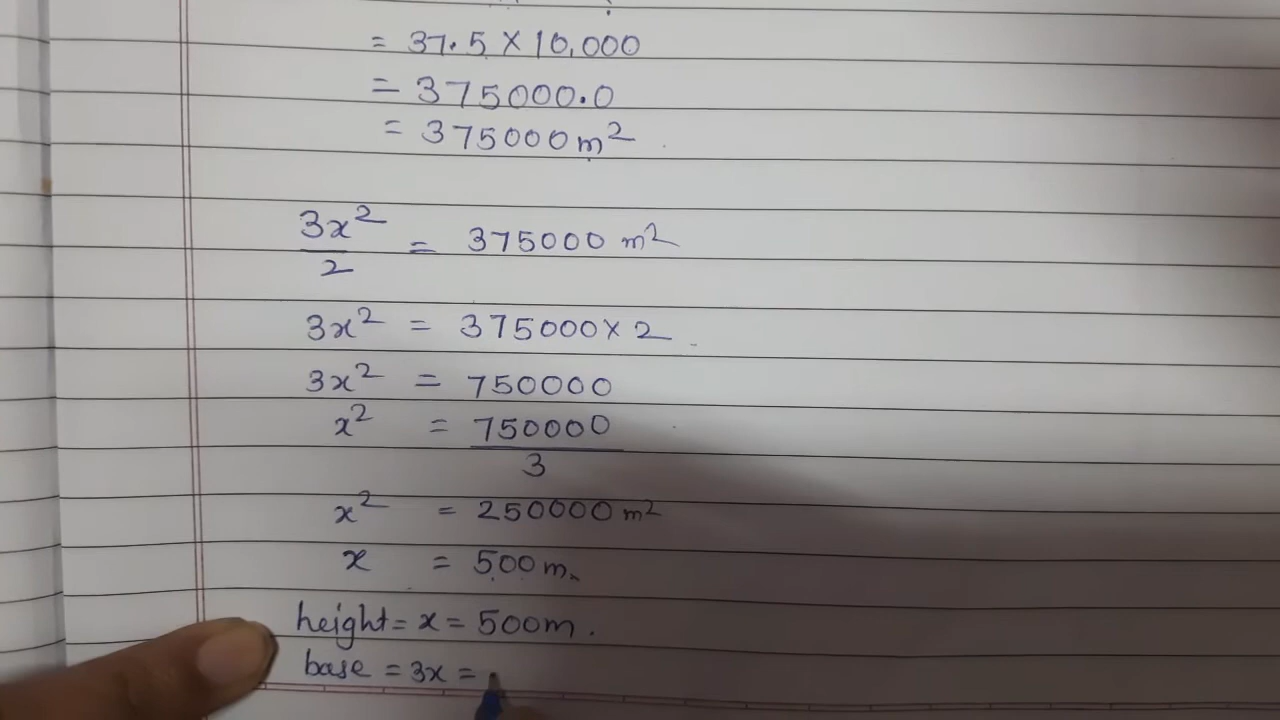 = 37.5 × 10,000
= 375000.0
= 375000 m²
3x²/2 = 375000 m²
3x² = 375000 × 2
3x² = 750000
x² = 750000/3
x² = 250000 m²
x = 500 m.
height = x = 500m.
base = 3x =